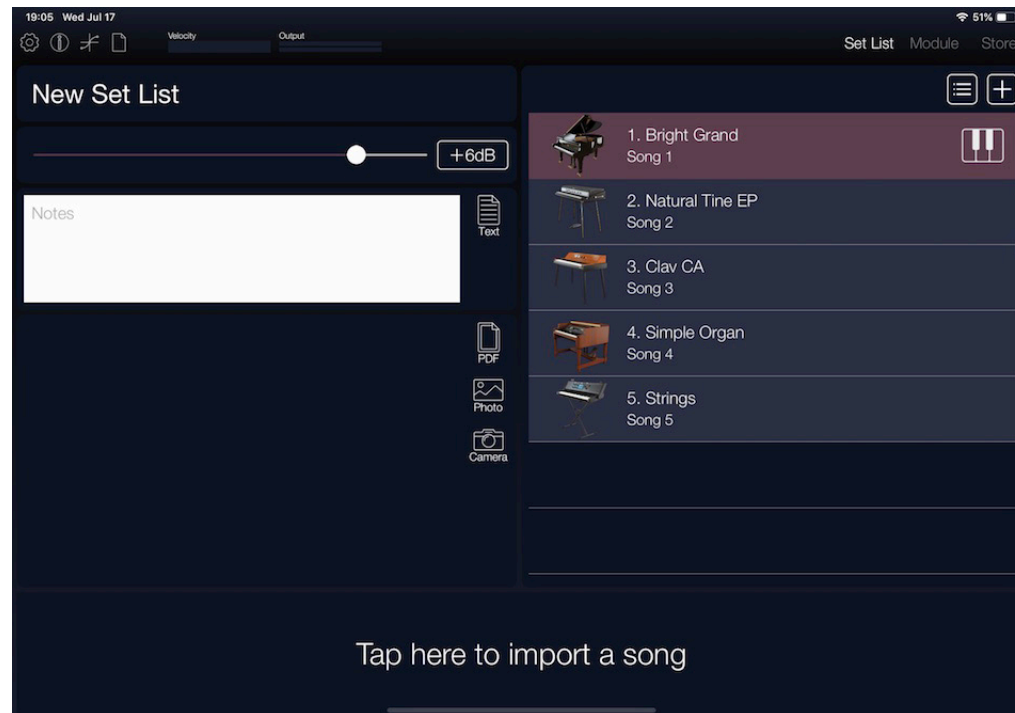 19:05 Wed Jul 17
51%
Velocity
Output
Set List Module Store
New Set List
+6dB
Notes
Text
PDF
Photo
Camera
1. Bright Grand
Song 1
2. Natural Tine EP
Song 2
3. Clav CA
Song 3
4. Simple Organ
Song 4
5. Strings
Song 5
Tap here to import a song